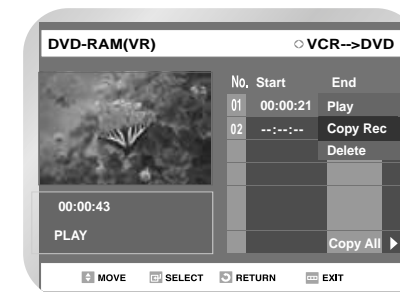 DVD-RAM(VR) VCR-->DVD
No. Start End
01 00:00:21 Play
02 --:--:-- Copy Rec
Delete
00:00:43
PLAY
Copy All
MOVE SELECT RETURN EXIT